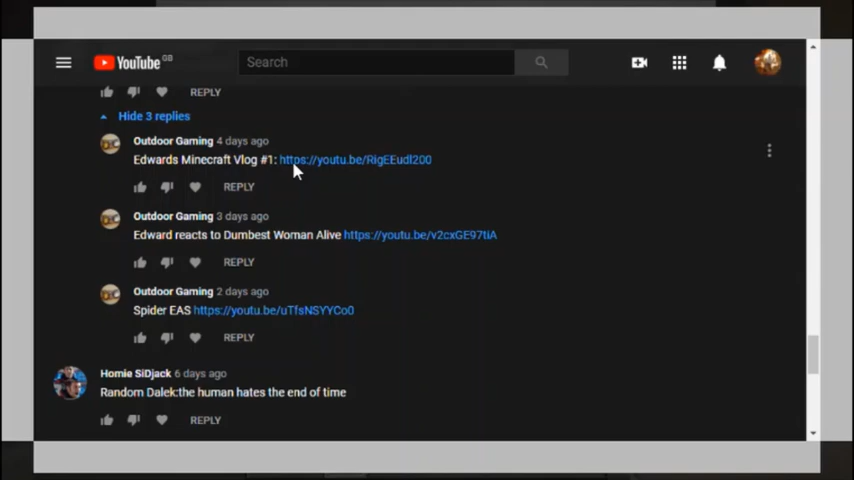 YouTube GB
Search
REPLY
Hide 3 replies
Outdoor Gaming 4 days ago
Edwards Minecraft Vlog #1: https://youtu.be/RigEEudl200
REPLY
Outdoor Gaming 3 days ago
Edward reacts to Dumbest Woman Alive https://youtu.be/v2cxGE97tiA
REPLY
Outdoor Gaming 2 days ago
Spider EAS https://youtu.be/uTfsNSYYCo0
REPLY
Homie SiDjack 6 days ago
Random Dalek:the human hates the end of time
REPLY